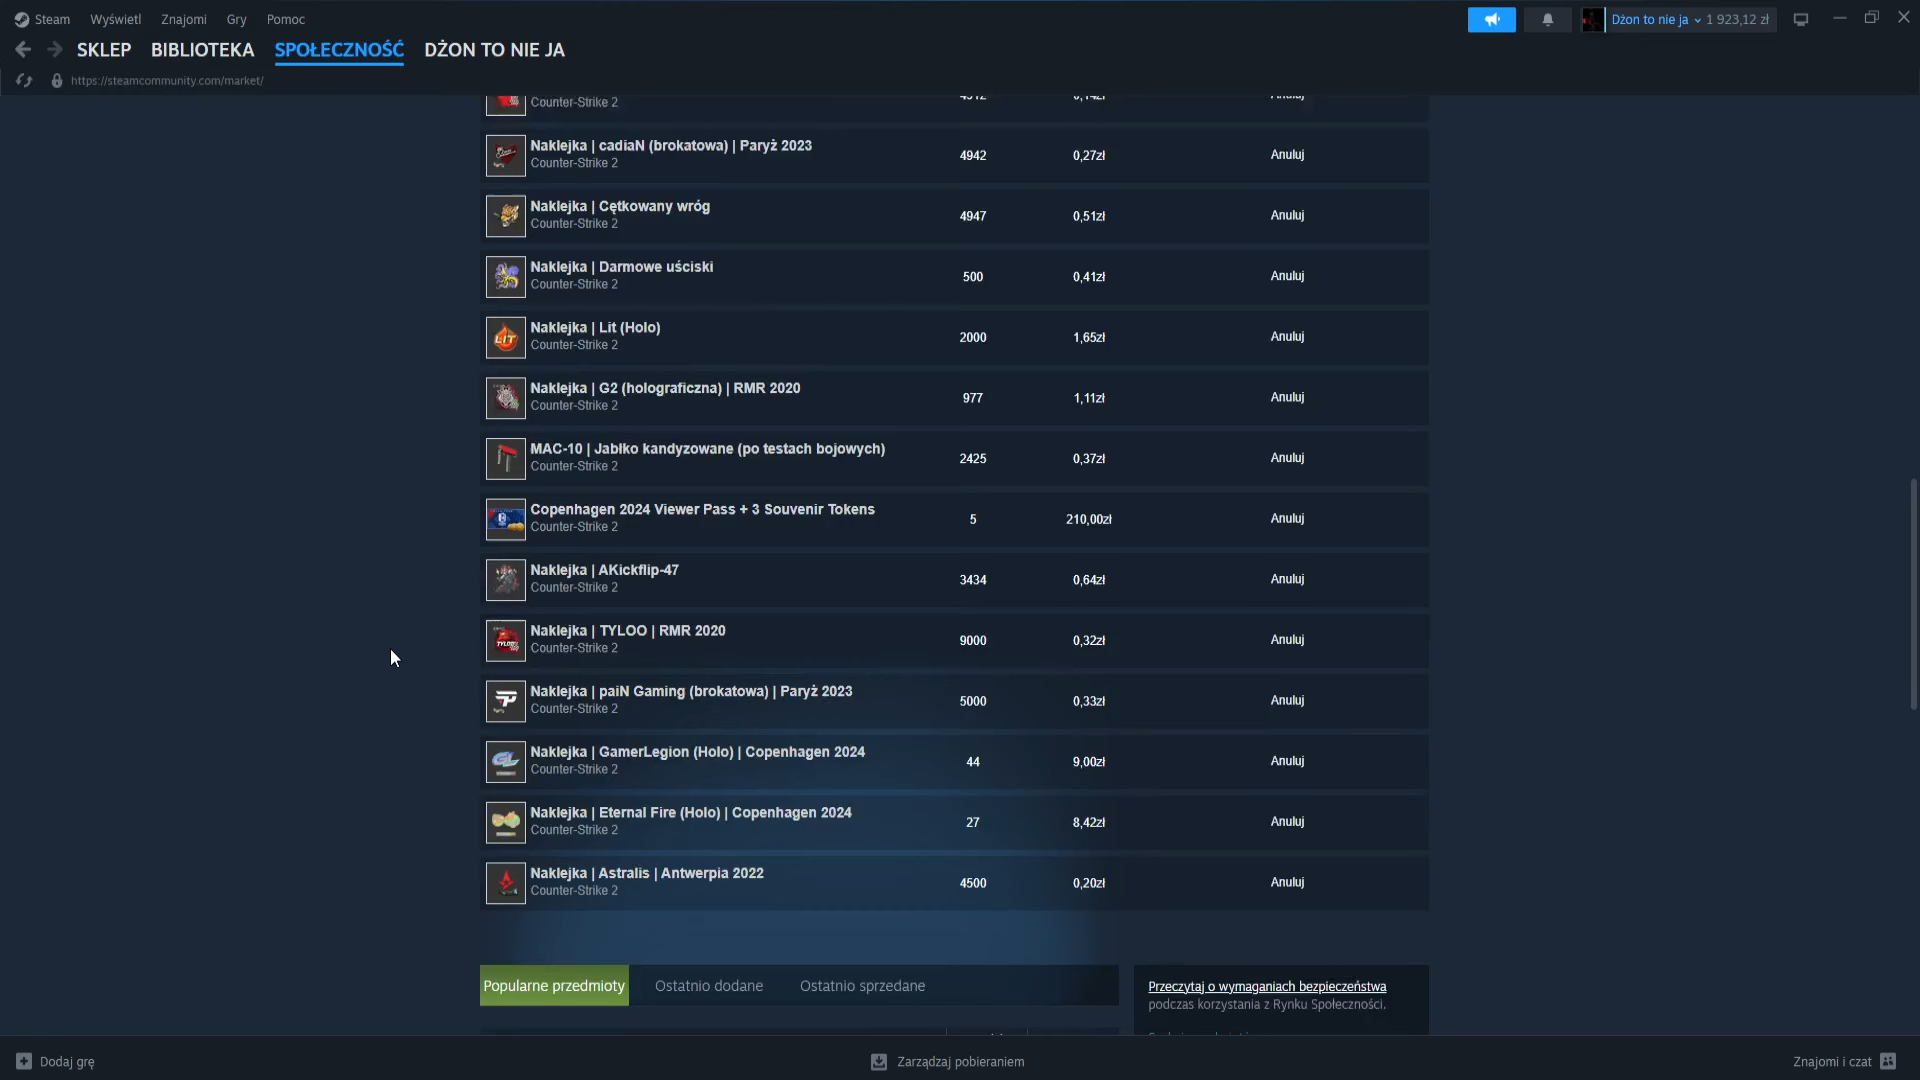 Steam Wyświetl Znajomi Gry Pomoc
Dżon to nie ja 1 923,12 zł
SKLEP BIBLIOTEKA SPOŁECZNOŚĆ DŻON TO NIE JA
https://steamcommunity.com/market/
Counter-Strike 2
Naklejka | cadiaN (brokatowa) | Paryż 2023
Counter-Strike 2
4942 0,27zł Anuluj
Naklejka | Cętkowany wróg
Counter-Strike 2
4947 0,51zł Anuluj
Naklejka | Darmowe uściski
Counter-Strike 2
500 0,41zł Anuluj
Naklejka | Lit (Holo)
Counter-Strike 2
2000 1,65zł Anuluj
Naklejka | G2 (holograficzna) | RMR 2020
Counter-Strike 2
977 1,11zł Anuluj
MAC-10 | Jabłko kandyzowane (po testach bojowych)
Counter-Strike 2
2425 0,37zł Anuluj
Copenhagen 2024 Viewer Pass + 3 Souvenir Tokens
Counter-Strike 2
5 210,00zł Anuluj
Naklejka | AKickflip-47
Counter-Strike 2
3434 0,64zł Anuluj
Naklejka | TYLOO | RMR 2020
Counter-Strike 2
9000 0,32zł Anuluj
Naklejka | paiN Gaming (brokatowa) | Paryż 2023
Counter-Strike 2
5000 0,33zł Anuluj
Naklejka | GamerLegion (Holo) | Copenhagen 2024
Counter-Strike 2
44 9,00zł Anuluj
Naklejka | Eternal Fire (Holo) | Copenhagen 2024
Counter-Strike 2
27 8,42zł Anuluj
Naklejka | Astralis | Antwerpia 2022
Counter-Strike 2
4500 0,20zł Anuluj
Popularne przedmioty Ostatnio dodane Ostatnio sprzedane
Przeczytaj o wymaganiach bezpieczeństwa
podczas korzystania z Rynku Społeczności.
Dodaj grę Zarządzaj pobieraniem Znajomi i czat